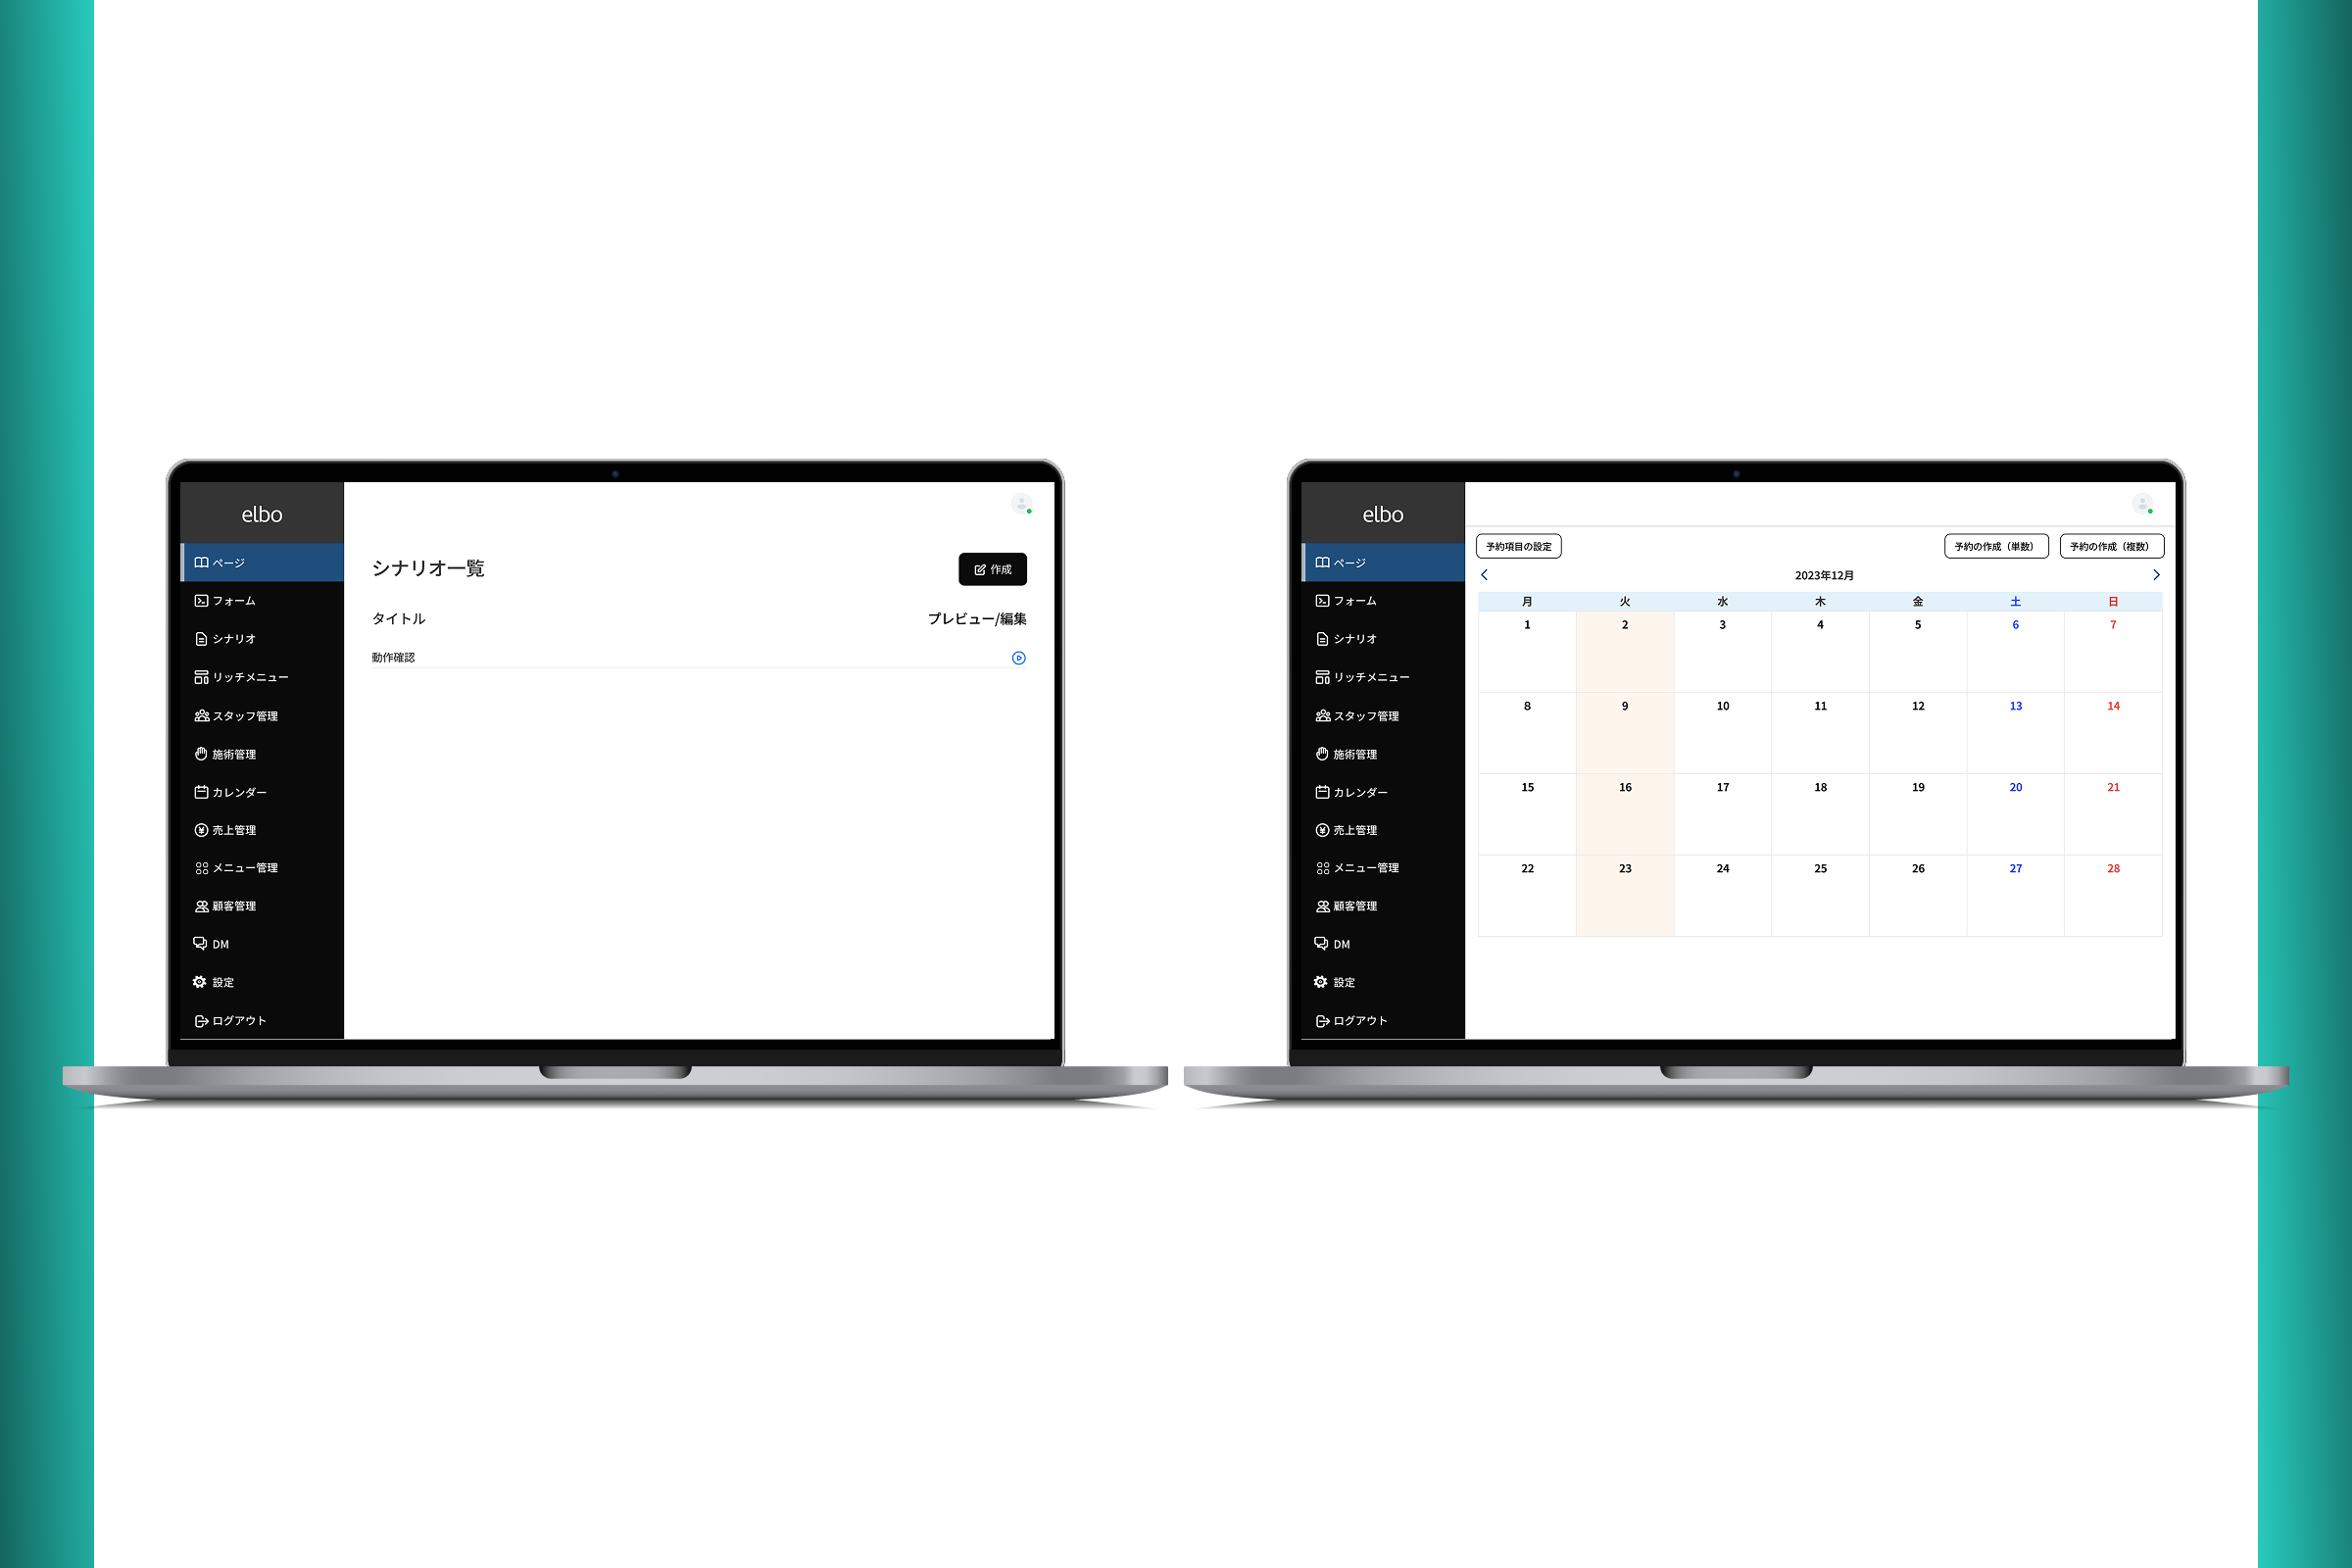 elbo
ページ
フォーム
シナリオ
リッチメニュー
スタッフ管理
施術管理
カレンダー
売上管理
メニュー管理
顧客管理
DM
設定
ログアウト
シナリオ一覧
作成
タイトル
プレビュー/編集
動作確認
elbo
ページ
フォーム
シナリオ
リッチメニュー
スタッフ管理
施術管理
カレンダー
売上管理
メニュー管理
顧客管理
DM
設定
ログアウト
予約項目の設定
予約の作成（単数）
予約の作成（複数）
2023年12月
月 火 水 木 金 土 日
1 2 3 4 5 6 7
8 9 10 11 12 13 14
15 16 17 18 19 20 21
22 23 24 25 26 27 28